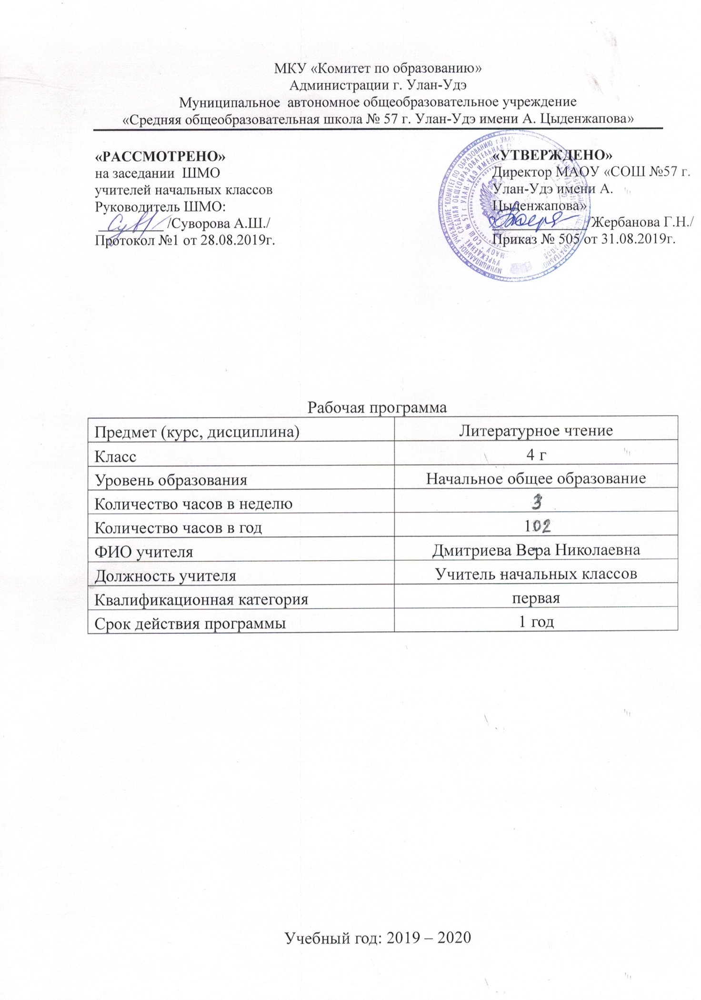 МКУ «Комитет по образованию»
Администрации г. Улан-Удэ
Муниципальное автономное общеобразовательное учреждение
«Средняя общеобразовательная школа № 57 г. Улан-Удэ имени А. Цыденжапова»
«РАССМОТРЕНО»
на заседании ШМО
учителей начальных классов
Руководитель ШМО:
/Суворова А.Ш./
Протокол №1 от 28.08.2019г.
«УТВЕРЖДЕНО»
Директор МАОУ «СОШ №57 г.
Улан-Удэ имени А.
Цыденжапова»
/Жербанова Г.Н./
Приказ № 505 от 31.08.2019г.
Рабочая программа
Предмет (курс, дисциплина) Литературное чтение
Класс 4 г
Уровень образования Начальное общее образование
Количество часов в неделю 3
Количество часов в год 102
ФИО учителя Дмитриева Вера Николаевна
Должность учителя Учитель начальных классов
Квалификационная категория первая
Срок действия программы 1 год
Учебный год: 2019 – 2020